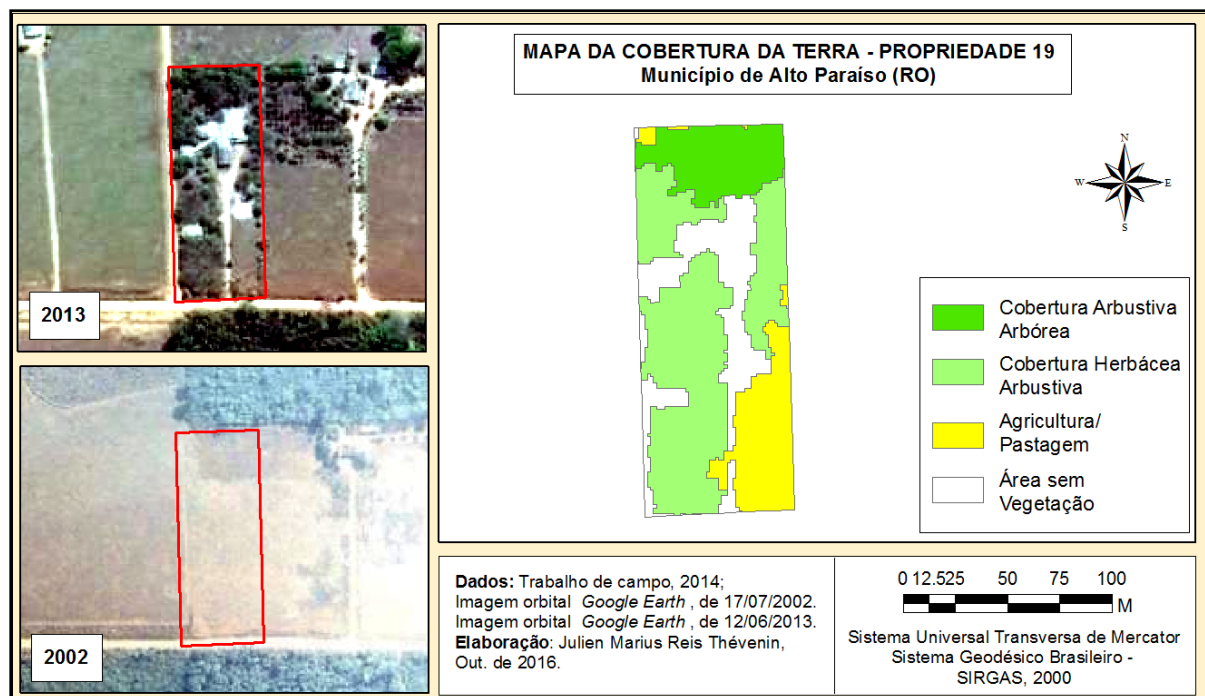 MAPA DA COBERTURA DA TERRA - PROPRIEDADE 19
Município de Alto Paraíso (RO)
2013
2002
N
W
E
S
Cobertura Arbustiva
Arbórea
Cobertura Herbácea
Arbustiva
Agricultura/
Pastagem
Área sem
Vegetação
Dados: Trabalho de campo, 2014;
Imagem orbital Google Earth , de 17/07/2002.
Imagem orbital Google Earth , de 12/06/2013.
Elaboração: Julien Marius Reis Thévenin,
Out. de 2016.
0 12.525 50 75 100
M
Sistema Universal Transversa de Mercator
Sistema Geodésico Brasileiro -
SIRGAS, 2000